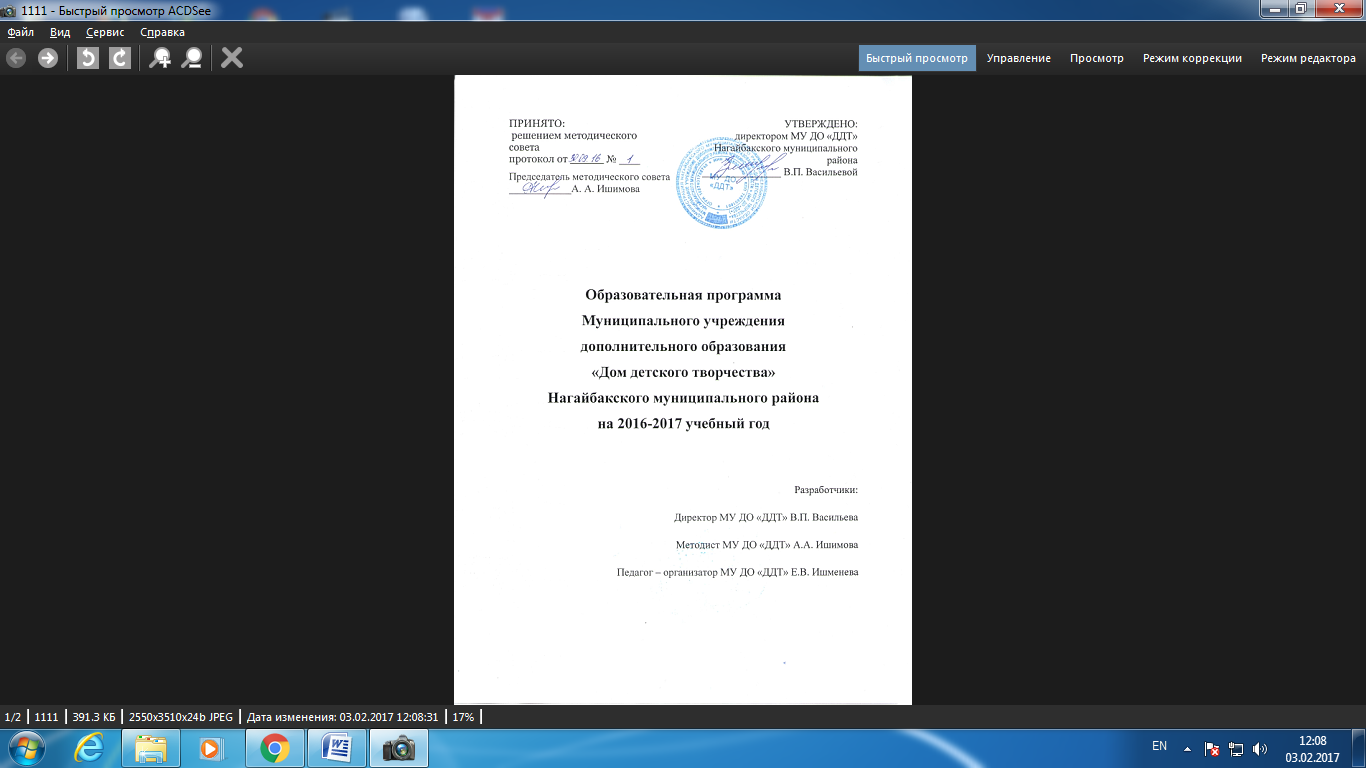 1111 - Быстрый просмотр ACDSee
Файл Вид Сервис Справка
Быстрый просмотр Управление Просмотр Режим коррекции Режим редактора
ПРИНЯТО:
решением методического
совета
протокол от № 1
Председатель методического совета
А. А. Ишимова
УТВЕРЖДЕНО:
директором МУ ДО «ДДТ»
Нагайбакского муниципального
района
В.П. Васильевой
МУ ДО
«ДДТ»
Образовательная программа
Муниципального учреждения
дополнительного образования
«Дом детского творчества»
Нагайбакского муниципального района
на 2016-2017 учебный год
Разработчики:
Директор МУ ДО «ДДТ» В.П. Васильева
Методист МУ ДО «ДДТ» А.А. Ишимова
Педагог – организатор МУ ДО «ДДТ» Е.В. Ишменева
1/2 1111 391.3 КБ 2550x3510x24b JPEG Дата изменения: 03.02.2017 12:08:31 17%
EN
12:08
03.02.2017